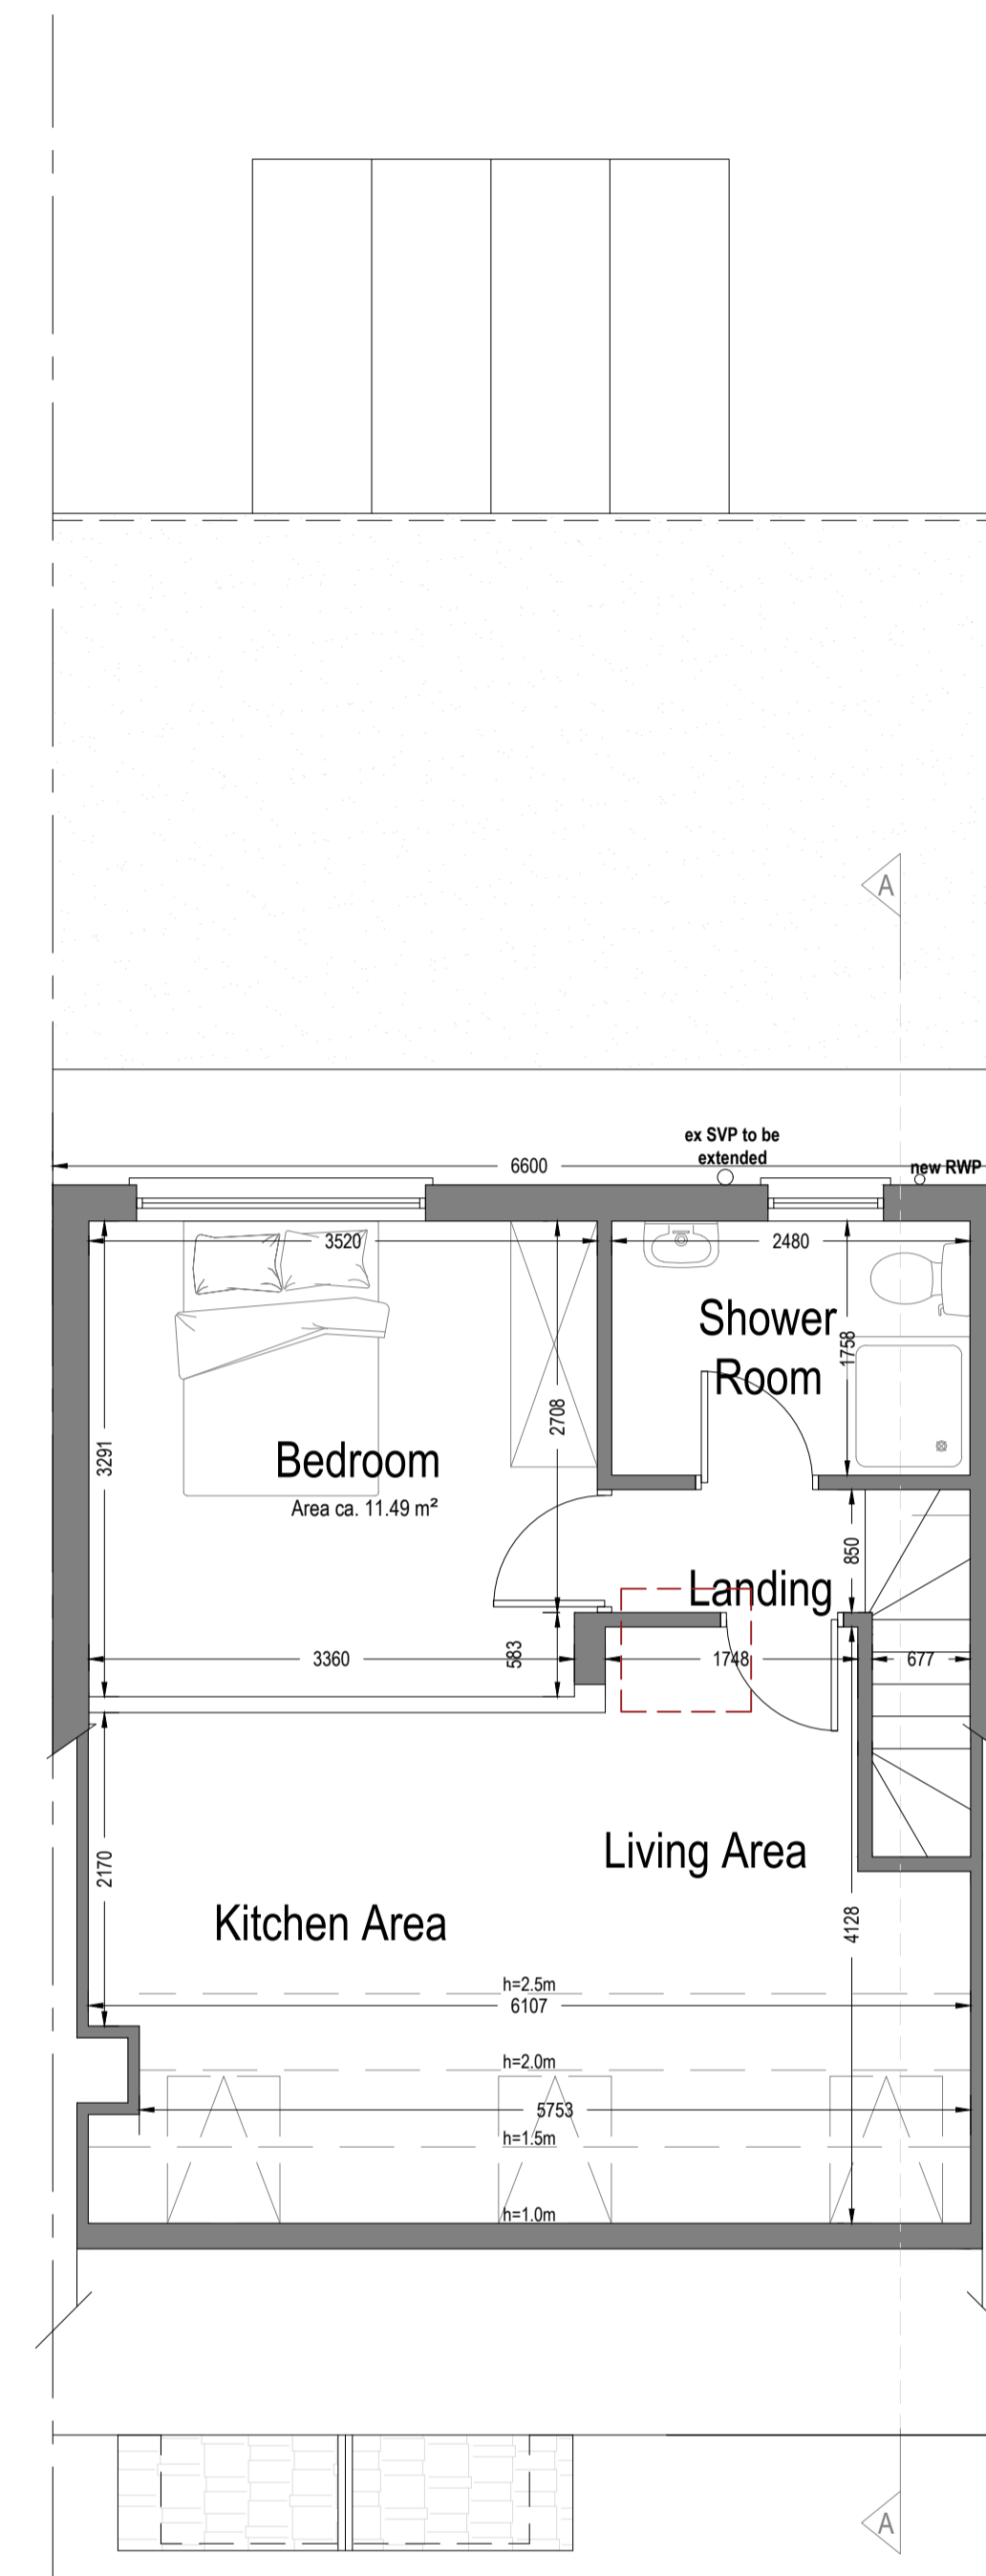 A
ex SVP to be
extended
6600
new RWP
3520
2480
Shower
Room
1758
2708
3291
Bedroom
Area ca. 11.49 m²
850
Landing
3360
583
1748
677
Living Area
2170
Kitchen Area
4128
h=2.5m
6107
h=2.0m
5753
h=1.5m
h=1.0m
A